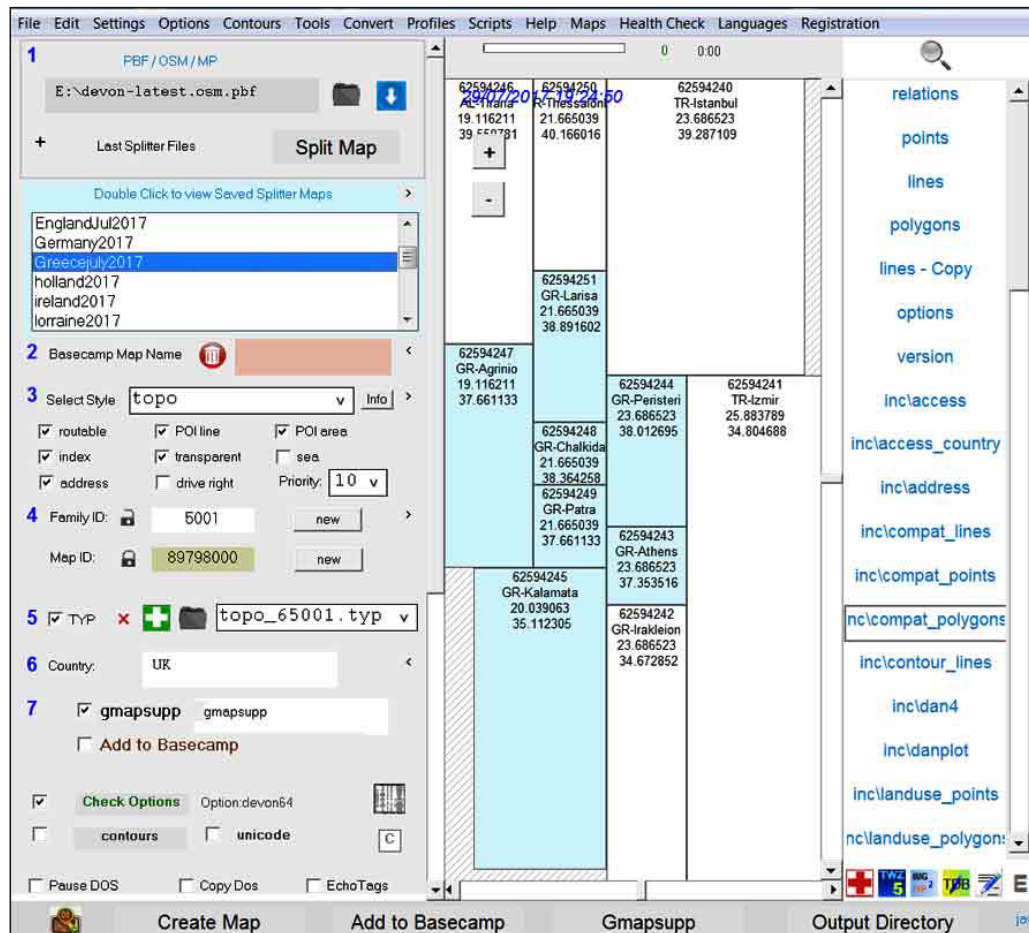 File Edit Settings Options Contours Tools Convert Profiles Scripts Help Maps Health Check Languages Registration
1
PBF / OSM / MP
E:\devon-latest.osm.pbf
+ Last Splitter Files Split Map
Double Click to view Saved Splitter Maps >
EnglandJul2017
Germany2017
Greecejuly2017
holland2017
ireland2017
lorraine2017
2 Basecamp Map Name <
3 Select Style topo v Info >
routable POI line POI area
index transparent sea
address drive right Priority: 10 v
4 Family ID: 5001 new >
Map ID: 89798000 new
5 TYP x topo_65001.typ v
6 Country: UK <
7 gmapsupp gmapsupp
Add to Basecamp
Check Options Option:devon64
contours unicode C
Pause DOS Copy Dos EchoTags
0 0:00
29/07/2017 19:24:50
+
-
62594246
AL-Tirana
19.116211
62594250
21.665039
40.166016
62594240
TR-Istanbul
23.686523
39.287109
62594251
GR-Larisa
21.665039
38.891602
62594247
GR-Agrinio
19.116211
37.661133
62594244
GR-Peristeri
23.686523
38.012695
62594241
TR-Izmir
25.883789
34.804688
62594248
GR-Chalkida
21.665039
38.364258
62594249
GR-Patra
21.665039
37.661133
62594243
GR-Athens
23.686523
37.353516
62594245
GR-Kalamata
20.039063
35.112305
62594242
GR-Irakleion
23.686523
34.672852
relations
points
lines
polygons
lines - Copy
options
version
inc\access
inc\access_country
inc\address
inc\compat_lines
inc\compat_points
nc\compat_polygons
inc\contour_lines
inc\dan4
inc\danplot
inc\landuse_points
nc\landuse_polygon:
TWZ 5 E
Create Map Add to Basecamp Gmapsupp Output Directory